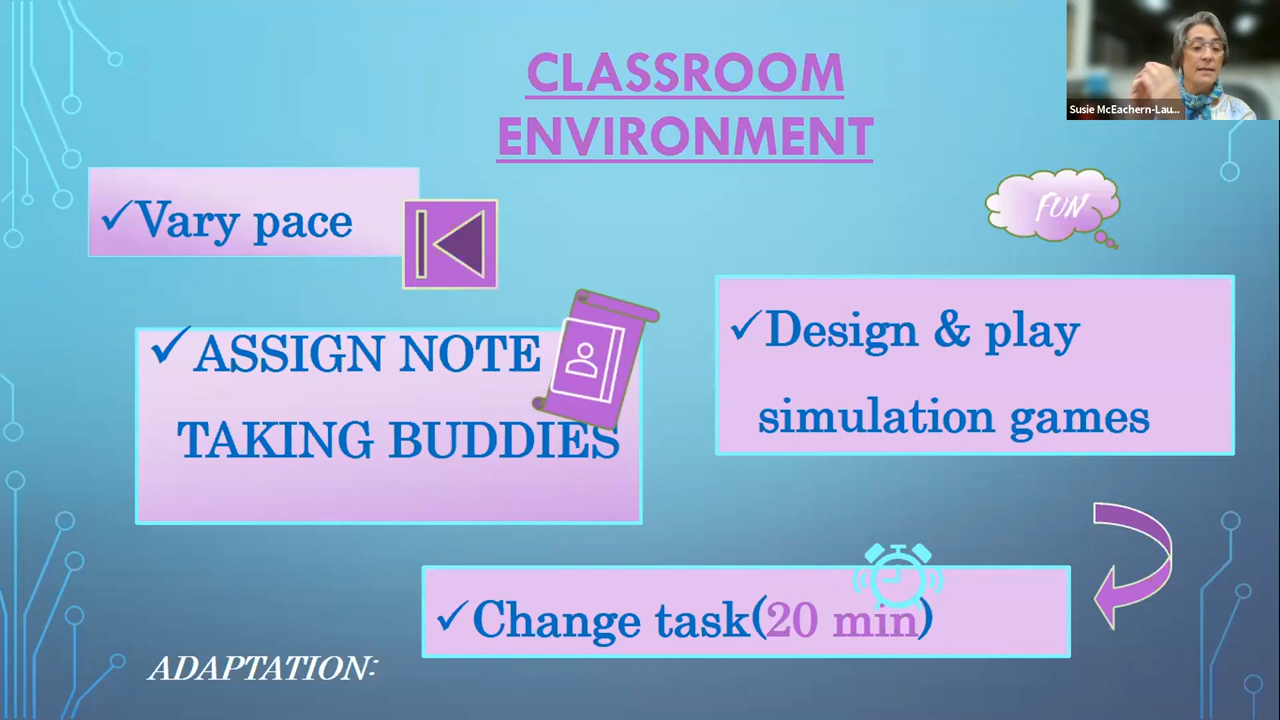 CLASSROOM
ENVIRONMENT
Susie McEachern-Lau...
✓Vary pace
FUN
✓ASSIGN NOTE
TAKING BUDDIES
✓Design & play
simulation games
✓Change task(20 min)
ADAPTATION: